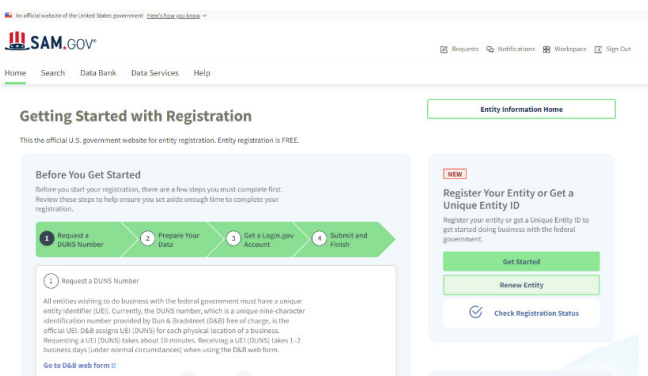 An official website of the United States government Here's how you know
SAM.GOV®
Requests Notifications Workspace Sign Out
Home Search Data Bank Data Services Help
Getting Started with Registration
Entity Information Home
This the official U.S. government website for entity registration. Entity registration is FREE.
Before You Get Started
Before you start your registration, there are a few steps you must complete first.
Review these steps to help ensure you set aside enough time to complete your
registration.
1 Request a
DUNS Number
2 Prepare Your
Data
3 Get a Login.gov
Account
4 Submit and
Finish
1 Request a DUNS Number
All entities wishing to do business with the federal government must have a unique
entity identifier (UEI). Currently, the DUNS number, which is a unique nine-character
identification number provided by Dun & Bradstreet (D&B) free of charge, is the
official UEI. D&B assigns UEI (DUNS) for each physical location of a business.
Requesting a UEI (DUNS) takes about 10 minutes. Receiving a UEI (DUNS) takes 1–2
business days (under normal circumstances) when using the D&B web form.
Go to D&B web form
NEW
Register Your Entity or Get a
Unique Entity ID
Register your entity or get a Unique Entity ID to
get started doing business with the federal
government.
Get Started
Renew Entity
Check Registration Status